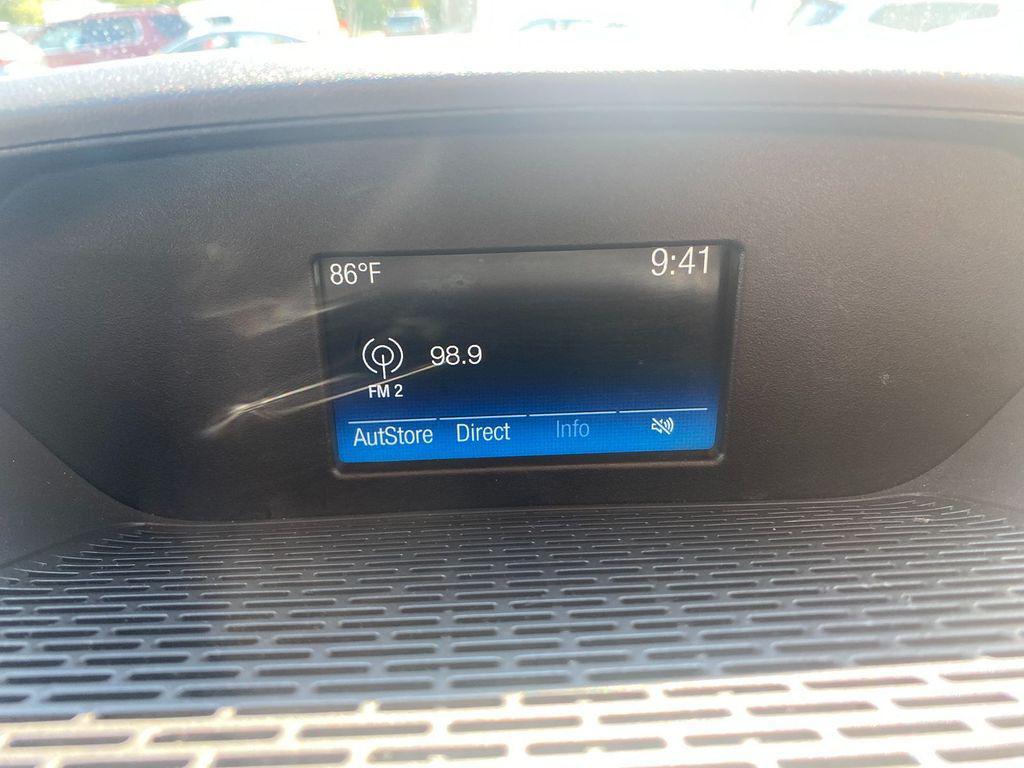 86°F 9:41
98.9
FM 2
AutStore Direct Info